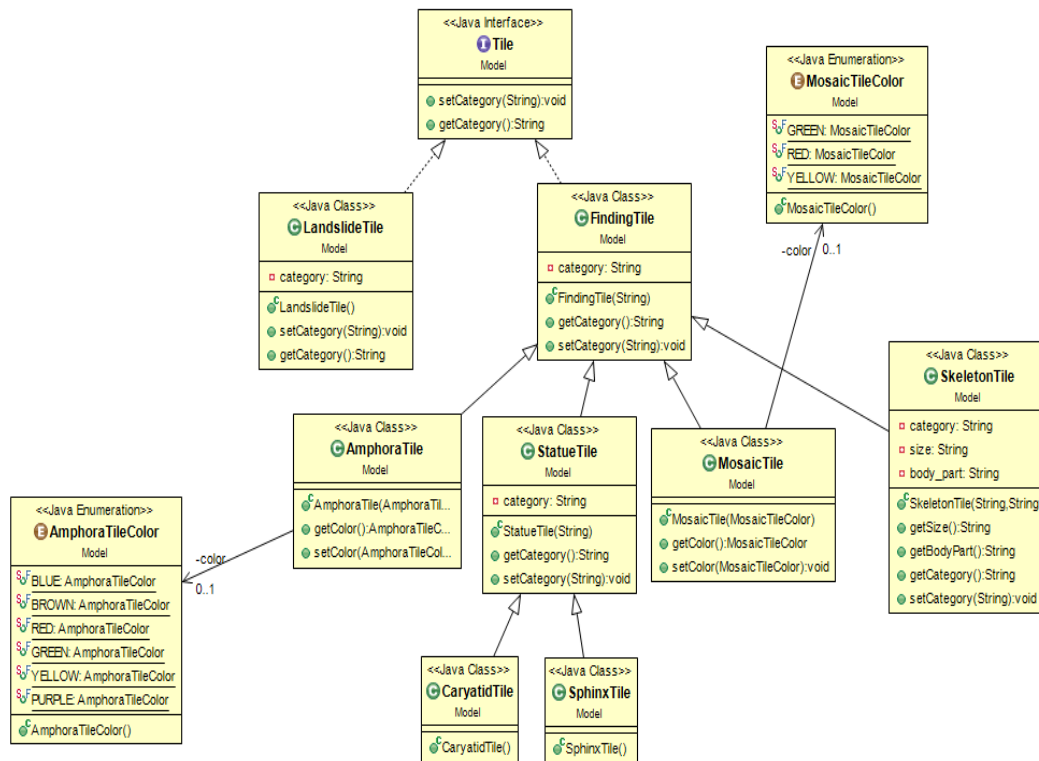 <<Java Interface>>
Tile
Model
setCategory(String):void
getCategory():String
<<Java Enumeration>>
MosaicTileColor
Model
GREEN: MosaicTileColor
RED: MosaicTileColor
YELLOW: MosaicTileColor
MosaicTileColor()
<<Java Class>>
LandslideTile
Model
category: String
LandslideTile()
setCategory(String):void
getCategory():String
<<Java Class>>
FindingTile
Model
category: String
FindingTile(String)
getCategory():String
setCategory(String):void
-color
0..1
<<Java Class>>
SkeletonTile
Model
category: String
size: String
body_part: String
SkeletonTile(String,String)
getSize():String
getBodyPart():String
getCategory():String
setCategory(String):void
<<Java Class>>
AmphoraTile
Model
AmphoraTile(AmphoraTil...
getColor():AmphoraTileC...
setColor(AmphoraTileCol...
<<Java Class>>
StatueTile
Model
category: String
StatueTile(String)
getCategory():String
setCategory(String):void
<<Java Class>>
MosaicTile
Model
MosaicTile(MosaicTileColor)
getColor():MosaicTileColor
setColor(MosaicTileColor):void
<<Java Enumeration>>
AmphoraTileColor
Model
BLUE: AmphoraTileColor
BROWN: AmphoraTileColor
RED: AmphoraTileColor
GREEN: AmphoraTileColor
YELLOW: AmphoraTileColor
PURPLE: AmphoraTileColor
AmphoraTileColor()
-color
0..1
<<Java Class>>
CaryatidTile
Model
CaryatidTile()
<<Java Class>>
SphinxTile
Model
SphinxTile()